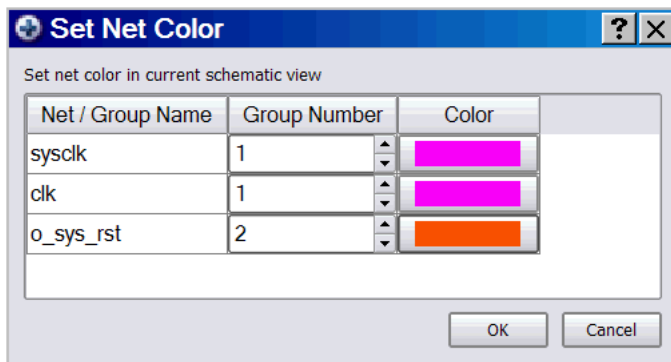 Set Net Color
Set net color in current schematic view
Net / Group Name Group Number Color
sysclk 1
clk 1
o_sys_rst 2
OK Cancel